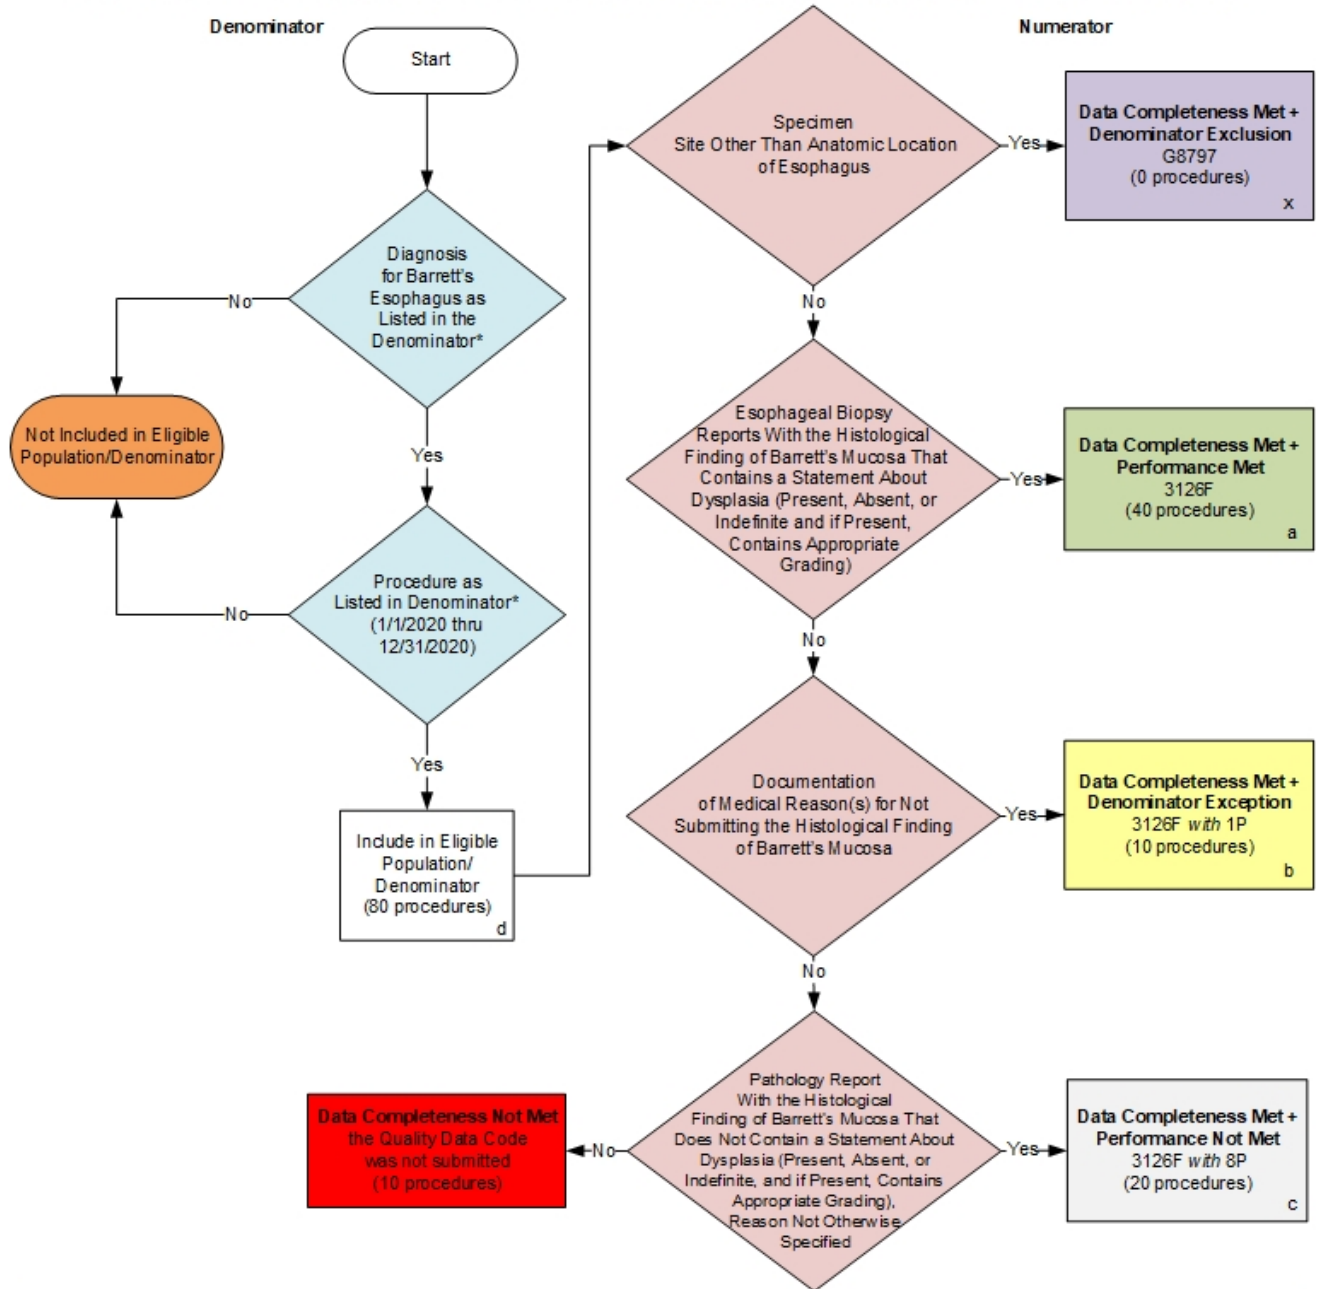 Denominator
Numerator
Start
Diagnosis
for Barrett's
Esophagus as
Listed in the
Denominator*
No
Not Included in Eligible
Population/Denominator
Yes
Procedure as
Listed in Denominator*
(1/1/2020 thru
12/31/2020)
No
Yes
Include in Eligible
Population/
Denominator
(80 procedures)
d
Specimen
Site Other Than Anatomic Location
of Esophagus
Yes
Data Completeness Met +
Denominator Exclusion
G8797
(0 procedures)
x
No
Esophageal Biopsy
Reports With the Histological
Finding of Barrett's Mucosa That
Contains a Statement About
Dysplasia (Present, Absent, or
Indefinite and if Present,
Contains Appropriate
Grading)
Yes
Data Completeness Met +
Performance Met
3126F
(40 procedures)
a
No
Documentation
of Medical Reason(s) for Not
Submitting the Histological Finding
of Barrett's Mucosa
Yes
Data Completeness Met +
Denominator Exception
3126F with 1P
(10 procedures)
b
No
Pathology Report
With the Histological
Finding of Barrett's Mucosa That
Does Not Contain a Statement About
Dysplasia (Present, Absent, or
Indefinite, and if Present, Contains
Appropriate Grading),
Reason Not Otherwise
Specified
Yes
Data Completeness Met +
Performance Not Met
3126F with 8P
(20 procedures)
c
No
Data Completeness Not Met
the Quality Data Code
was not submitted
(10 procedures)